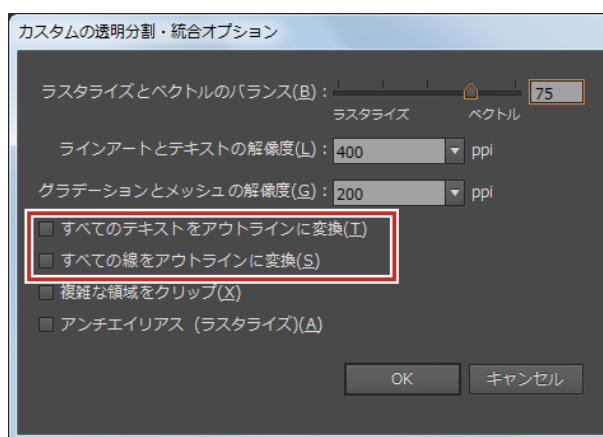 カスタムの透明分割・統合オプション
ラスタライズとベクトルのバランス(B)： 75
ラスタライズ ベクトル
ラインアートとテキストの解像度(L)： 400 ppi
グラデーションとメッシュの解像度(G)： 200 ppi
すべてのテキストをアウトラインに変換(T)
すべての線をアウトラインに変換(S)
複雑な領域をクリップ(X)
アンチエイリアス (ラスタライズ)(A)
OK キャンセル